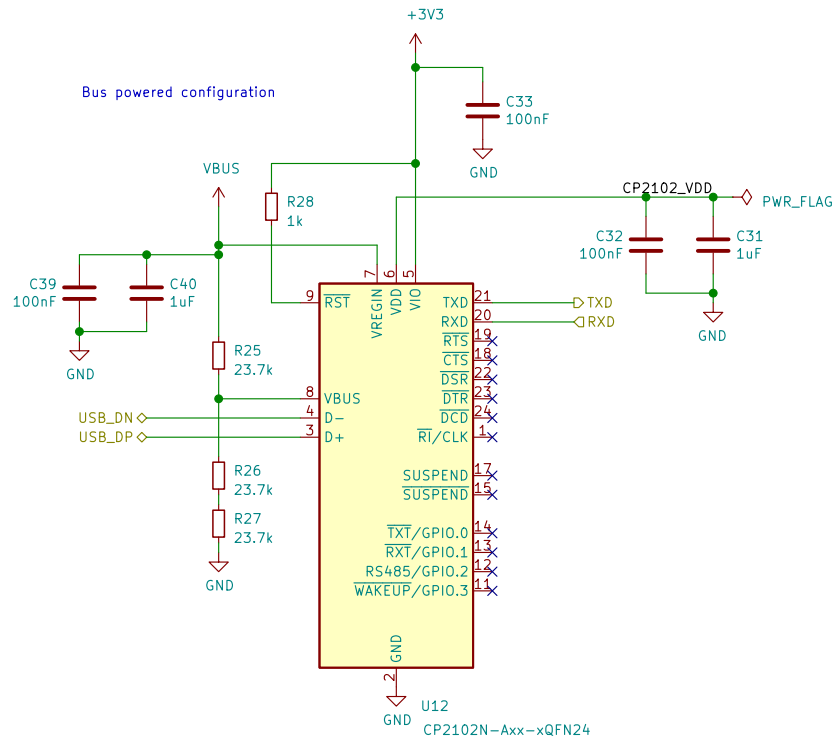 +3V3
Bus powered configuration
C33
100nF
GND
VBUS
R28
1k
CP2102_VDD
PWR_FLAG
C32
100nF
C31
1uF
GND
C39
100nF
C40
1uF
GND
7
6
5
VREGIN
VDD
VIO
9
RST
TXD
21
TXD
RXD
20
RXD
RTS
19
CTS
18
R25
23.7k
DSR
22
8
VBUS
DTR
23
USB_DN
4
D-
DCD
24
USB_DP
3
D+
RI/CLK
1
R26
23.7k
SUSPEND
17
SUSPEND
15
R27
23.7k
TXT/GPIO.0
14
RXT/GPIO.1
13
RS485/GPIO.2
12
WAKEUP/GPIO.3
11
GND
GND
2
GND
U12
CP2102N-Axx-xQFN24